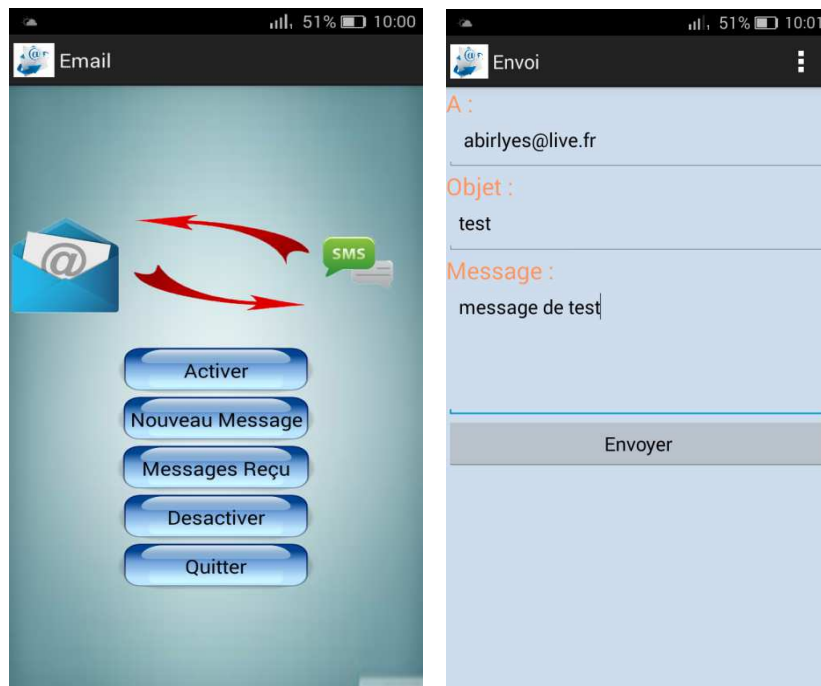 51% 10:00
Email
@
SMS
Activer
Nouveau Message
Messages Reçu
Desactiver
Quitter
51% 10:01
Envoi
A :
abirlyes@live.fr
Objet :
test
Message :
message de test
Envoyer